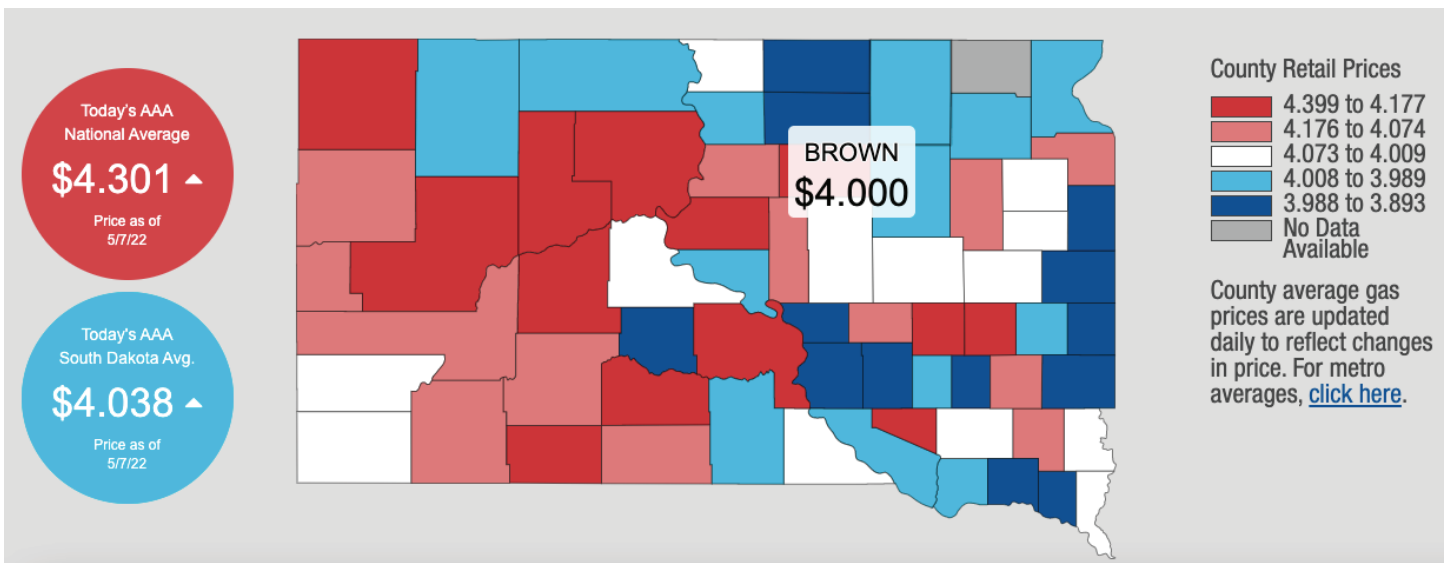 Today's AAA
National Average
$4.301
Price as of
5/7/22
Today's AAA
South Dakota Avg.
$4.038
Price as of
5/7/22
BROWN
$4.000
County Retail Prices
4.399 to 4.177
4.176 to 4.074
4.073 to 4.009
4.008 to 3.989
3.988 to 3.893
No Data
Available
County average gas
prices are updated
daily to reflect changes
in price. For metro
averages, click here.